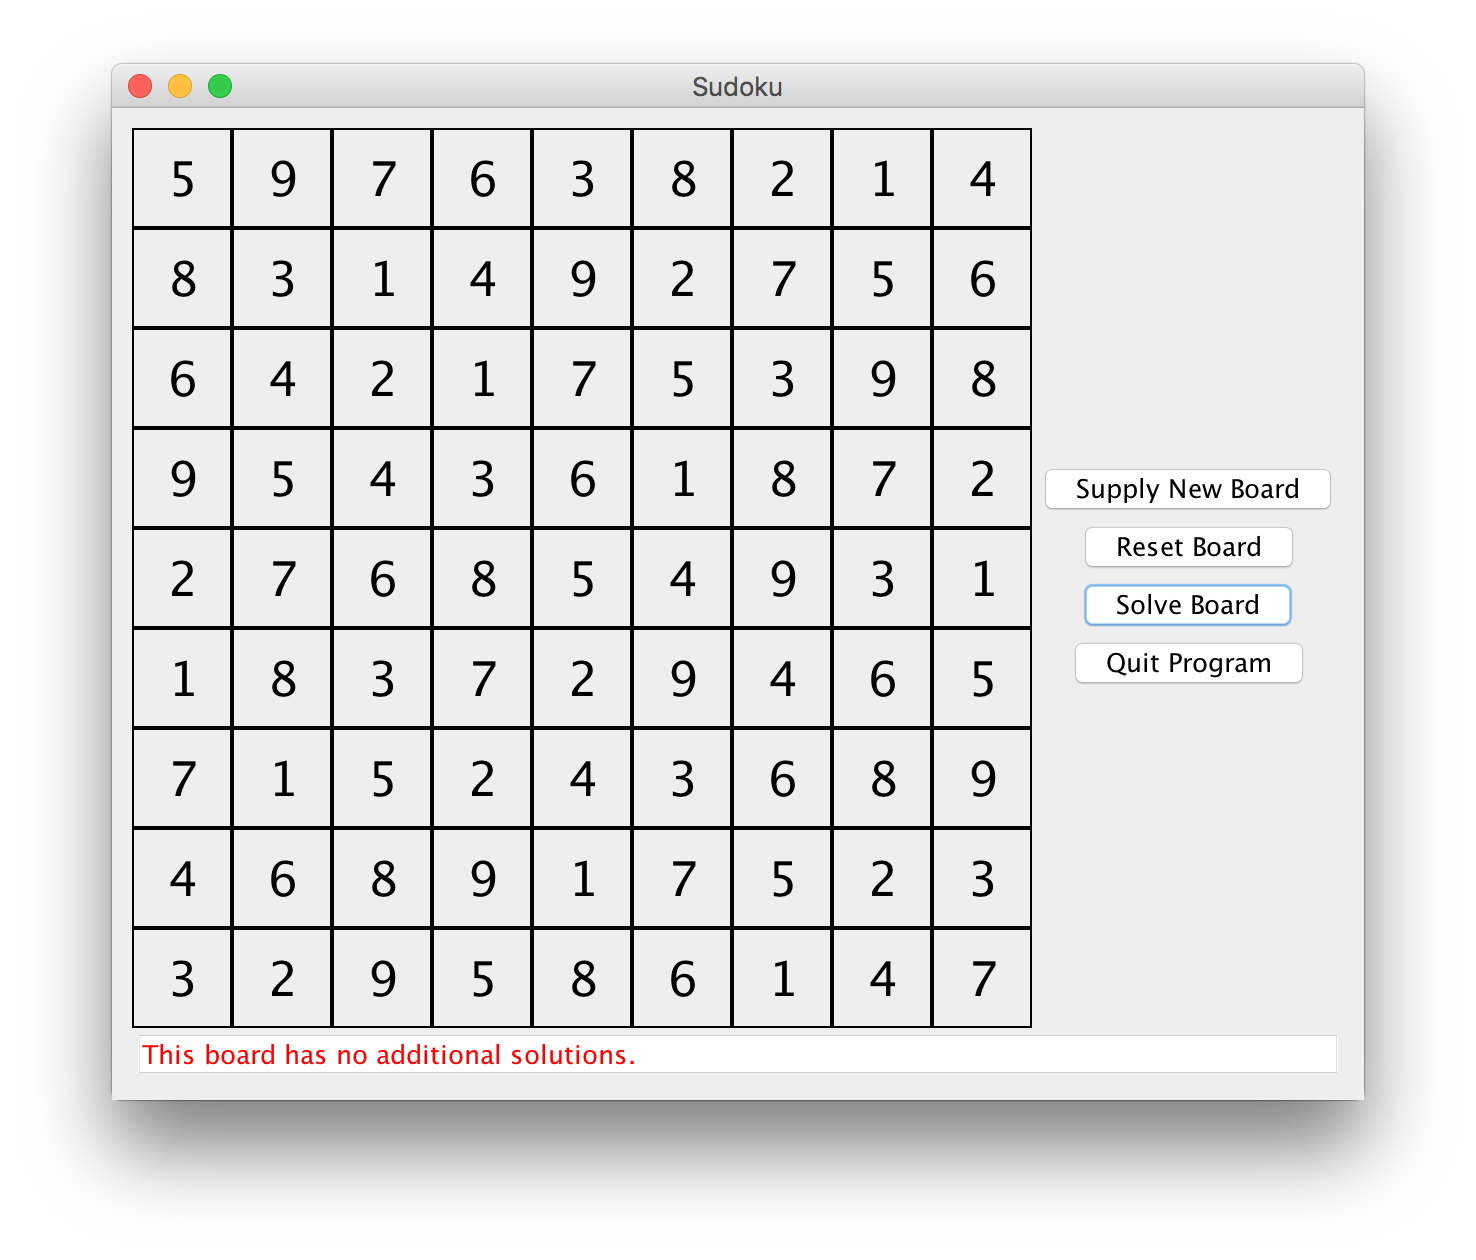 Sudoku
5 9 7 6 3 8 2 1 4
8 3 1 4 9 2 7 5 6
6 4 2 1 7 5 3 9 8
9 5 4 3 6 1 8 7 2
2 7 6 8 5 4 9 3 1
1 8 3 7 2 9 4 6 5
7 1 5 2 4 3 6 8 9
4 6 8 9 1 7 5 2 3
3 2 9 5 8 6 1 4 7
Supply New Board
Reset Board
Solve Board
Quit Program
This board has no additional solutions.